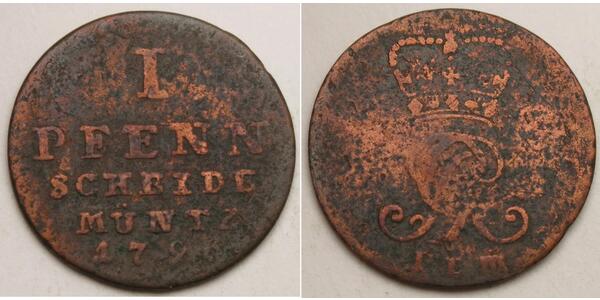 I
PFENN
SCHEIDE
MÜNTZ
179